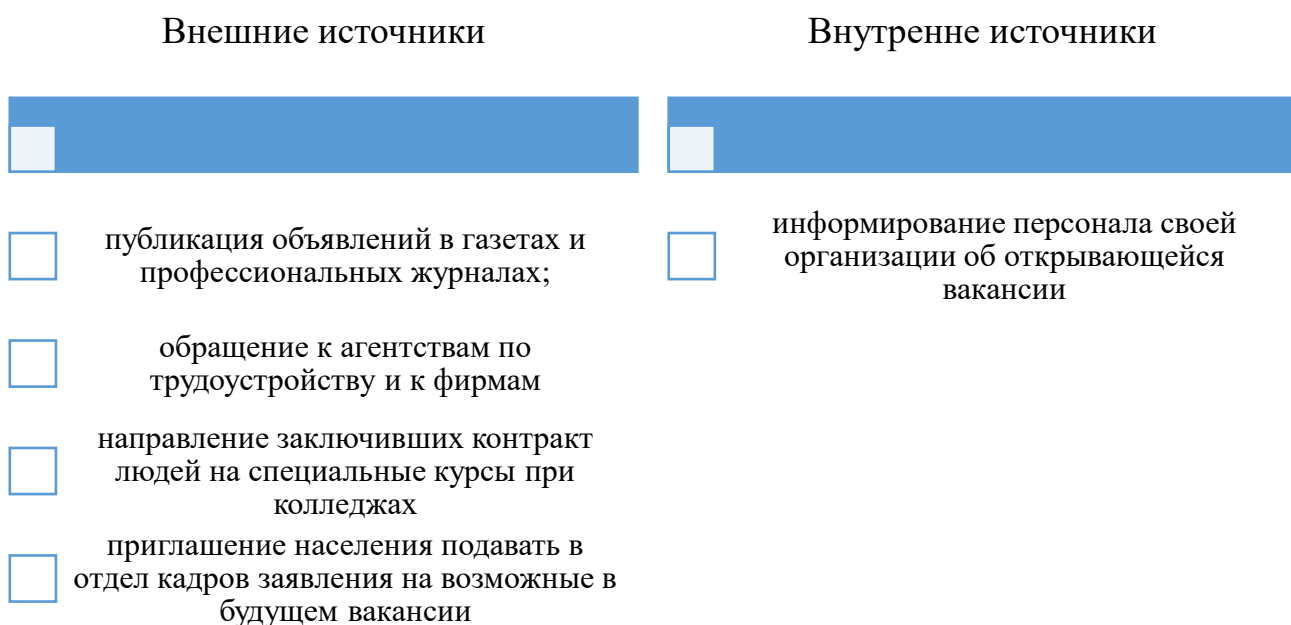 Внешние источники
публикация объявлений в газетах и
профессиональных журналах;
обращение к агентствам по
трудоустройству и к фирмам
направление заключивших контракт
людей на специальные курсы при
колледжах
приглашение населения подавать в
отдел кадров заявления на возможные в
будущем вакансии
Внутренне источники
информирование персонала своей
организации об открывающейся
вакансии